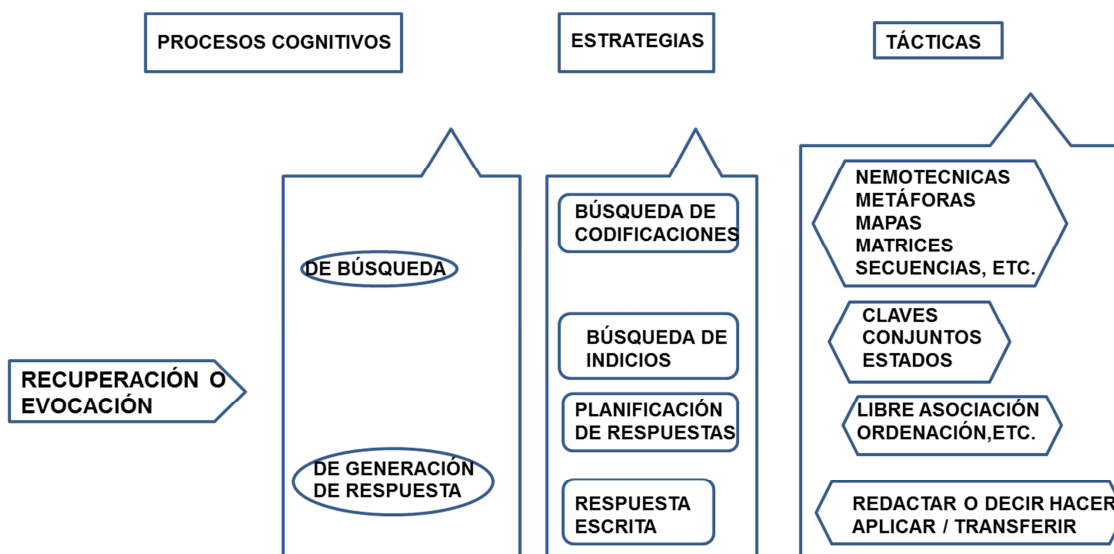 PROCESOS COGNITIVOS
ESTRATEGIAS
TÁCTICAS
RECUPERACIÓN O
EVOCACIÓN
DE BÚSQUEDA
DE GENERACIÓN
DE RESPUESTA
BÚSQUEDA DE
CODIFICACIONES
BÚSQUEDA DE
INDICIOS
PLANIFICACIÓN
DE RESPUESTAS
RESPUESTA
ESCRITA
NEMOTECNICAS
METÁFORAS
MAPAS
MATRICES
SECUENCIAS, ETC.
CLAVES
CONJUNTOS
ESTADOS
LIBRE ASOCIACIÓN
ORDENACIÓN,ETC.
REDACTAR O DECIR HACER
APLICAR / TRANSFERIR